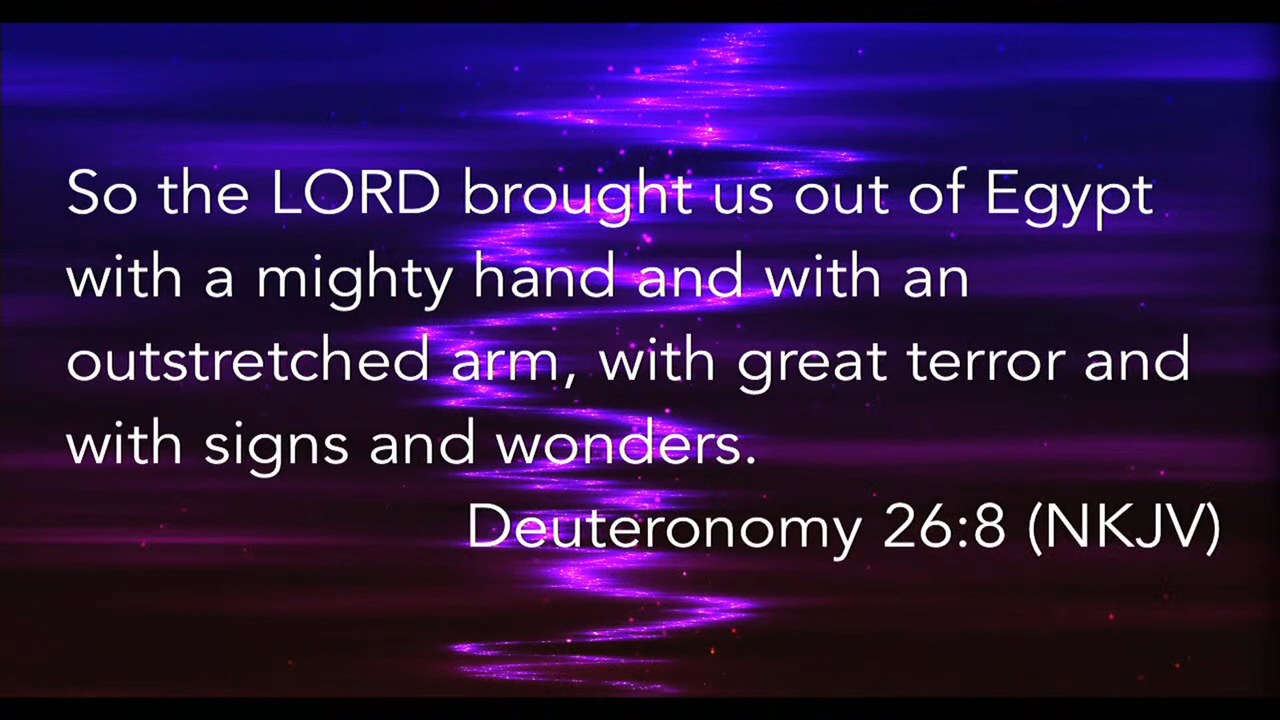 So the LORD brought us out of Egypt
with a mighty hand and with an
outstretched arm, with great terror and
with signs and wonders.
Deuteronomy 26:8 (NKJV)